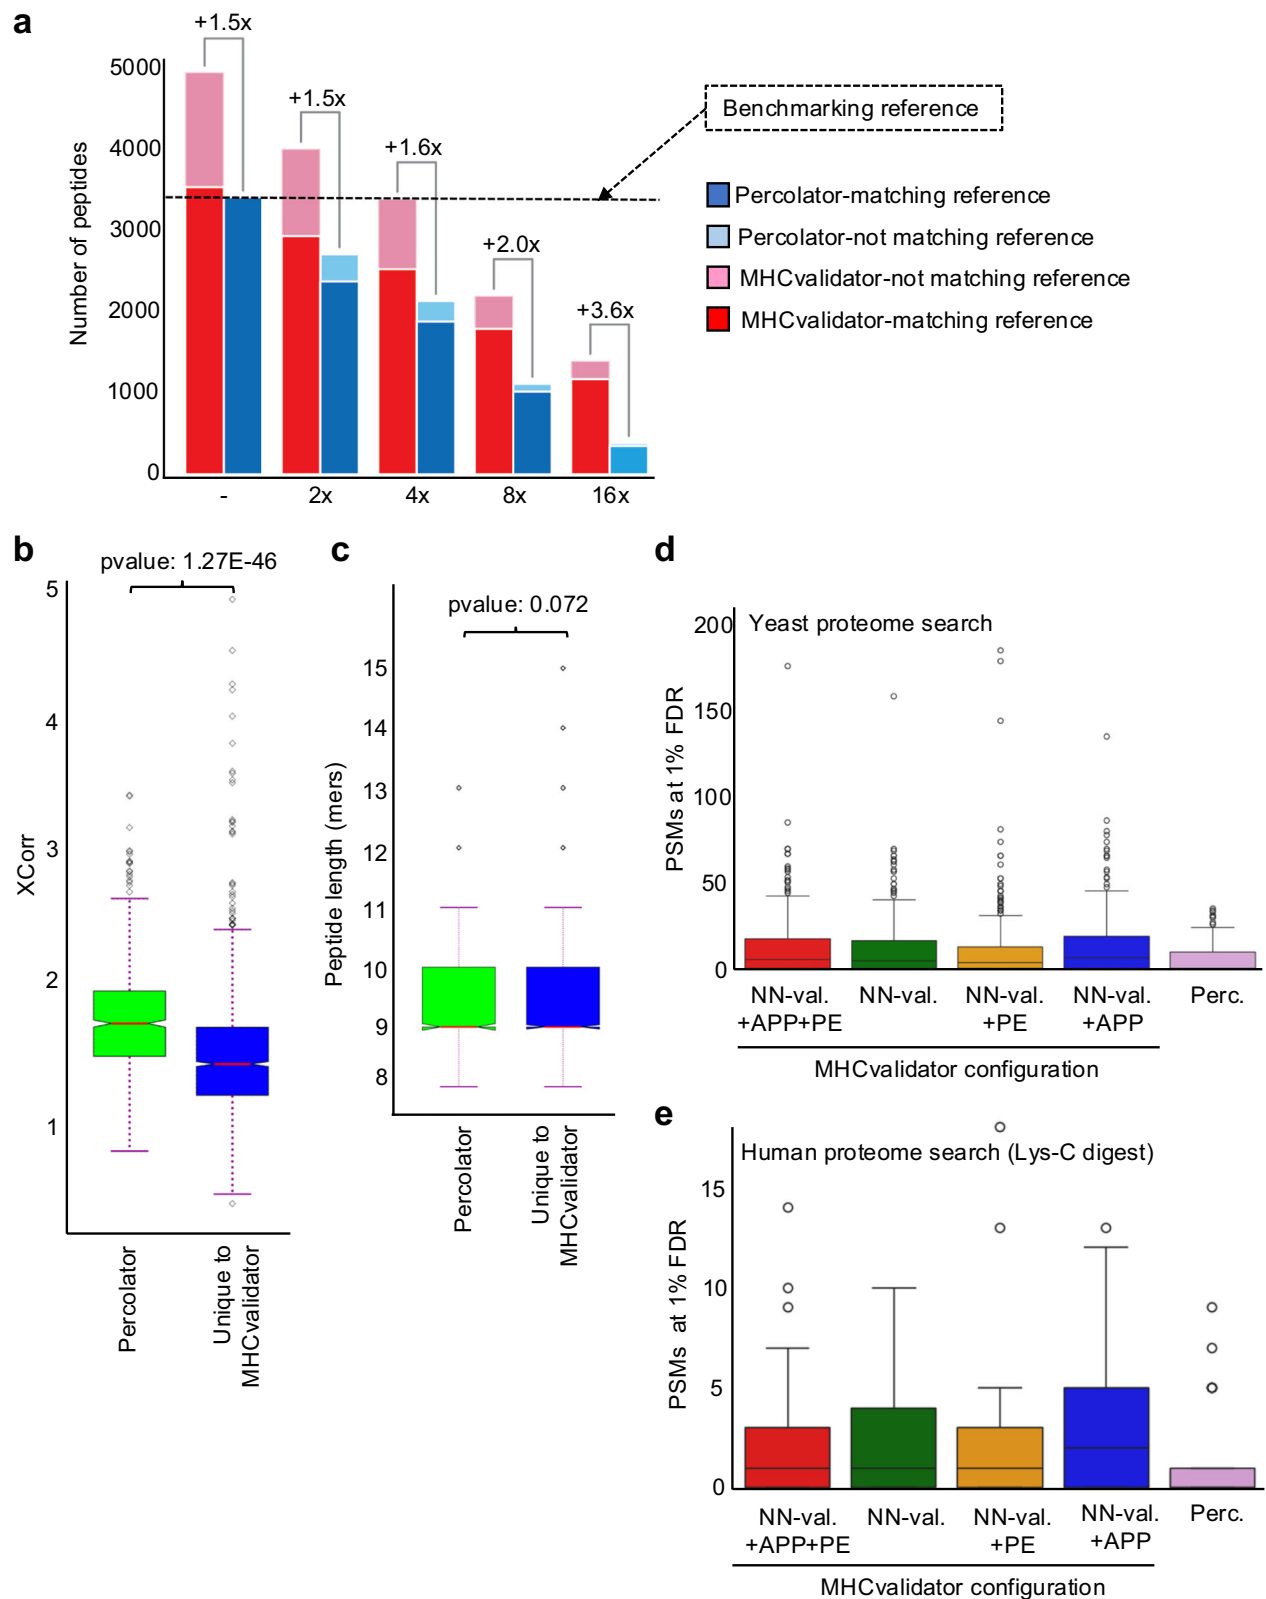 a
+1.5x
+1.5x
+1.6x
+2.0x
+3.6x
5000
4000
3000
2000
1000
0
Number of peptides
-
2x
4x
8x
16x
Benchmarking reference
Percolator-matching reference
Percolator-not matching reference
MHCvalidator-not matching reference
MHCvalidator-matching reference
b
pvalue: 1.27E-46
5
4
3
2
1
XCorr
Percolator
Unique to
MHCvalidator
c
pvalue: 0.072
15
14
13
12
11
10
9
8
Peptide length (mers)
Percolator
Unique to
MHCvalidator
d
Yeast proteome search
200
150
100
50
0
PSMs at 1% FDR
NN-val.
+APP+PE
NN-val.
NN-val.
+PE
NN-val.
+APP
Perc.
MHCvalidator configuration
e
Human proteome search (Lys-C digest)
15
10
5
0
PSMs at 1% FDR
NN-val.
+APP+PE
NN-val.
NN-val.
+PE
NN-val.
+APP
Perc.
MHCvalidator configuration